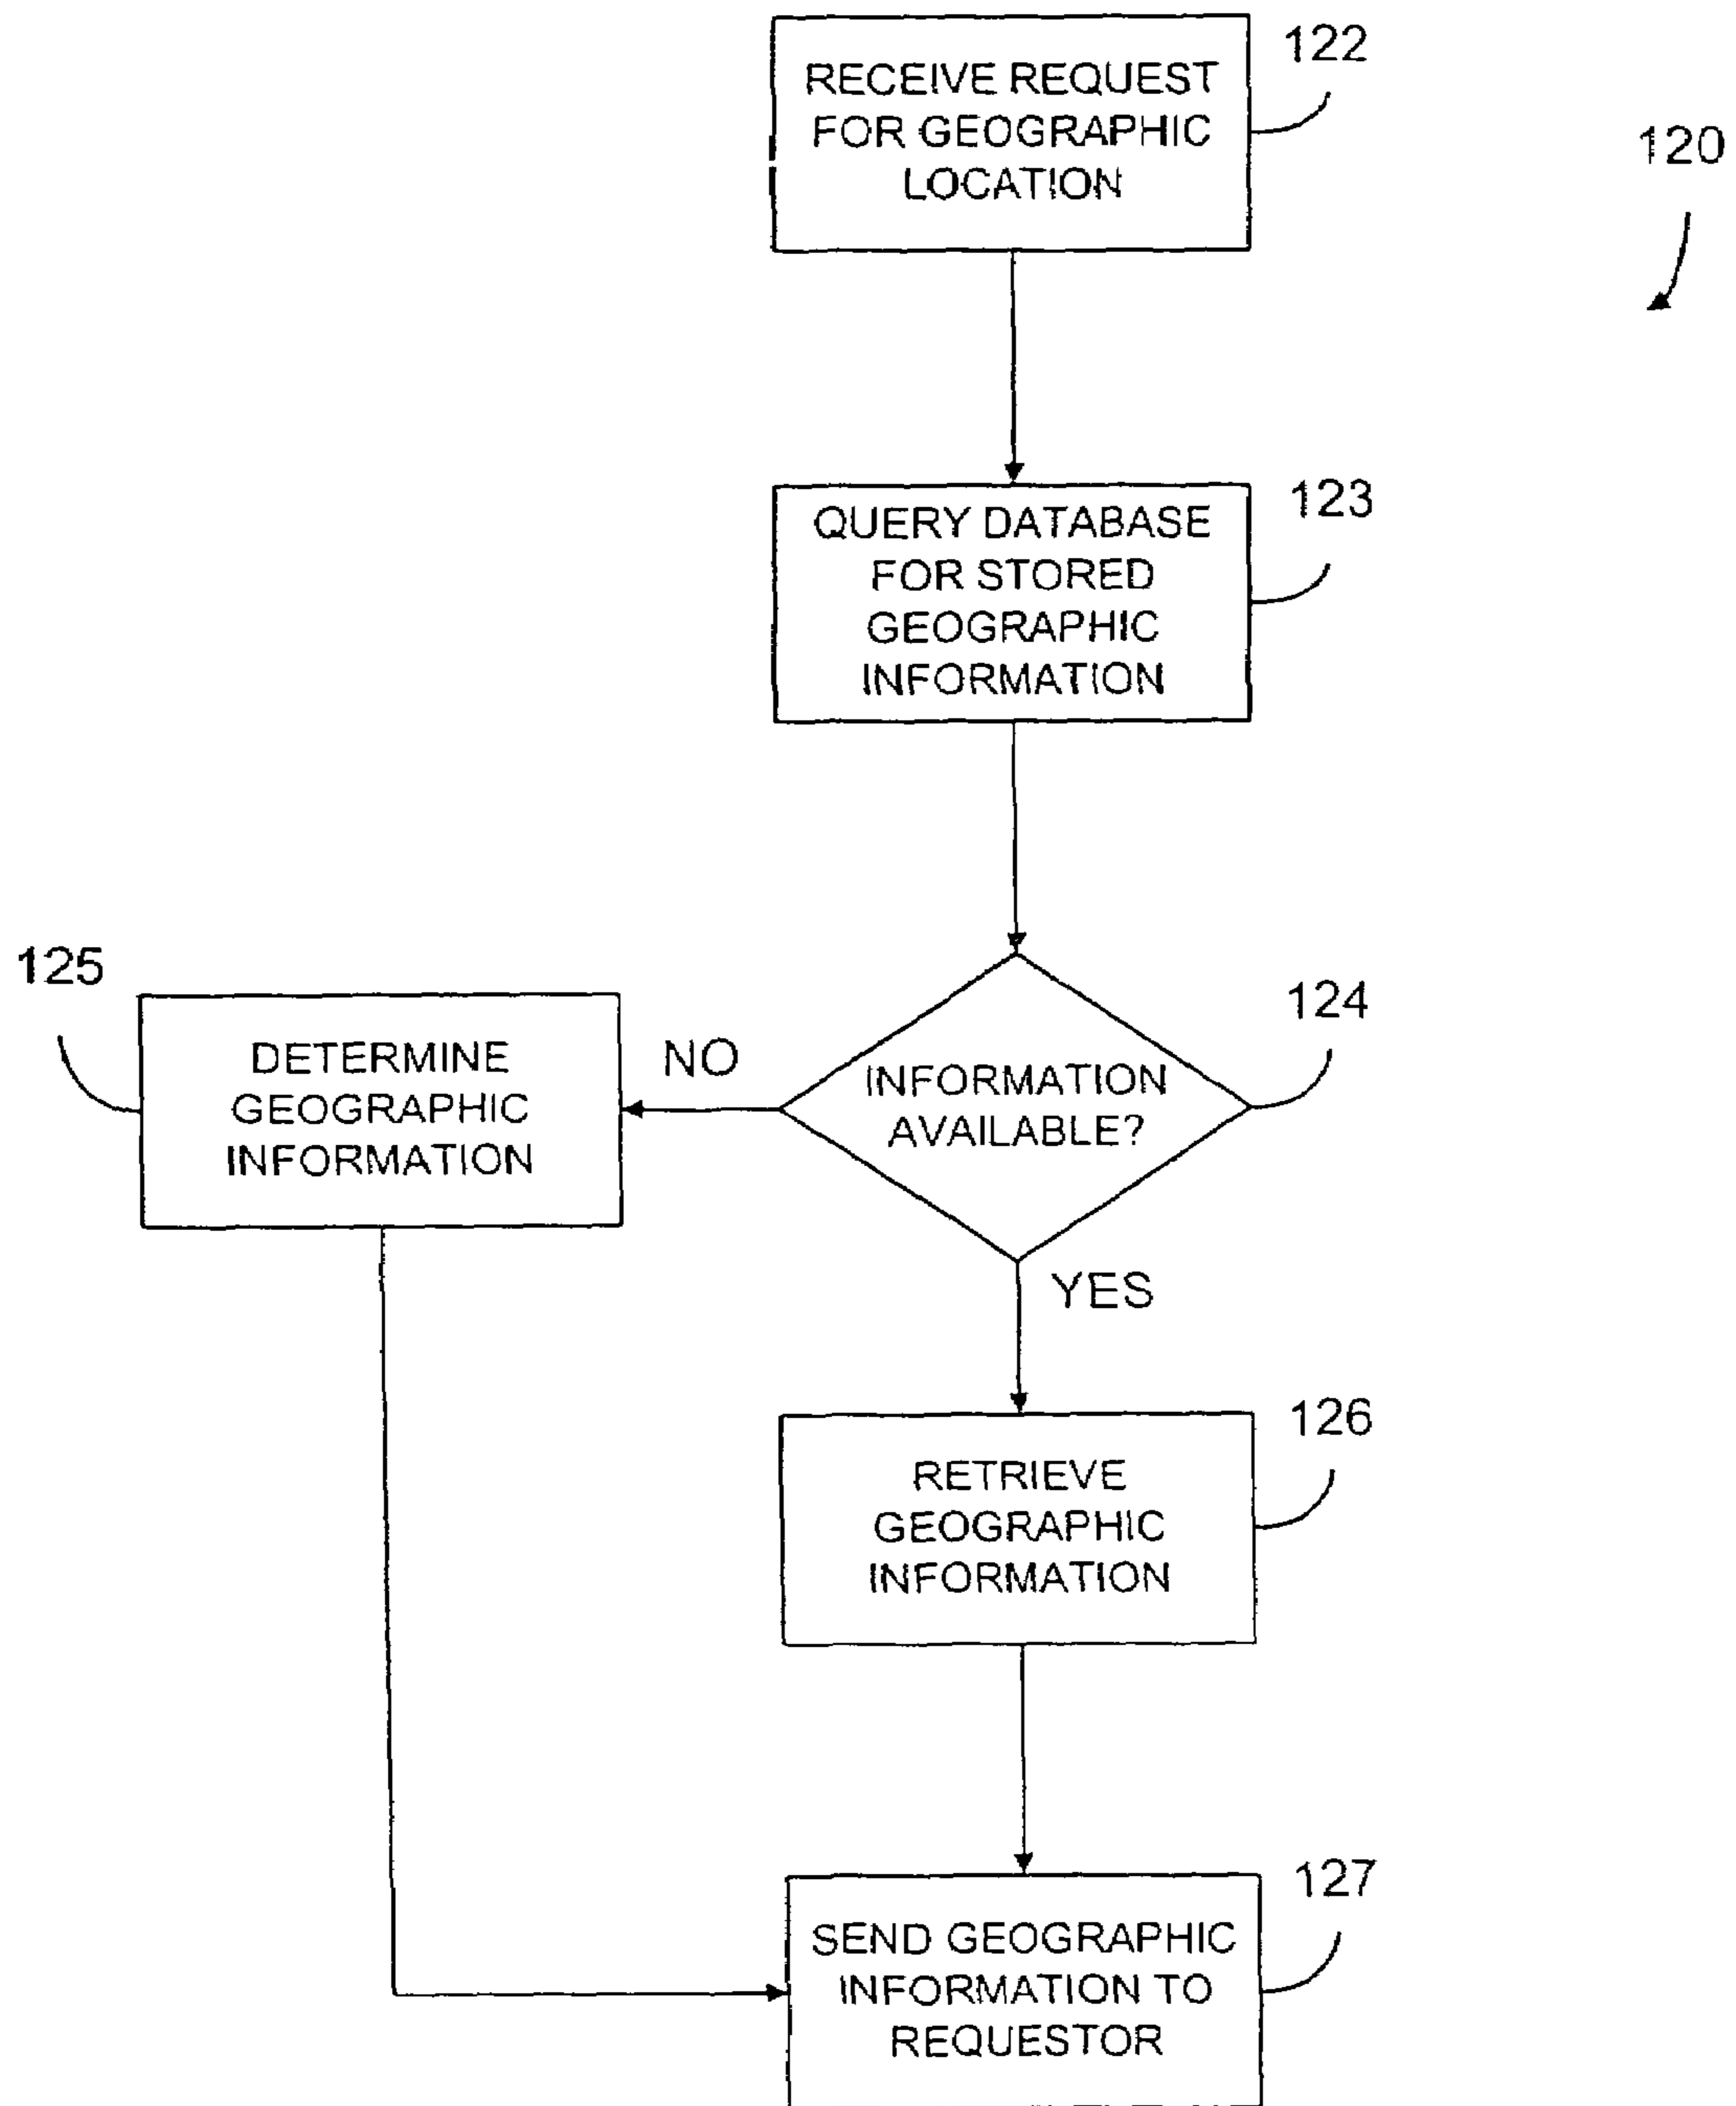 122
RECEIVE REQUEST
FOR GEOGRAPHIC
LOCATION
120
123
QUERY DATABASE
FOR STORED
GEOGRAPHIC
INFORMATION
125
124
DETERMINE
GEOGRAPHIC
INFORMATION
NO
INFORMATION
AVAILABLE?
YES
126
RETRIEVE
GEOGRAPHIC
INFORMATION
127
SEND GEOGRAPHIC
INFORMATION TO
REQUESTOR